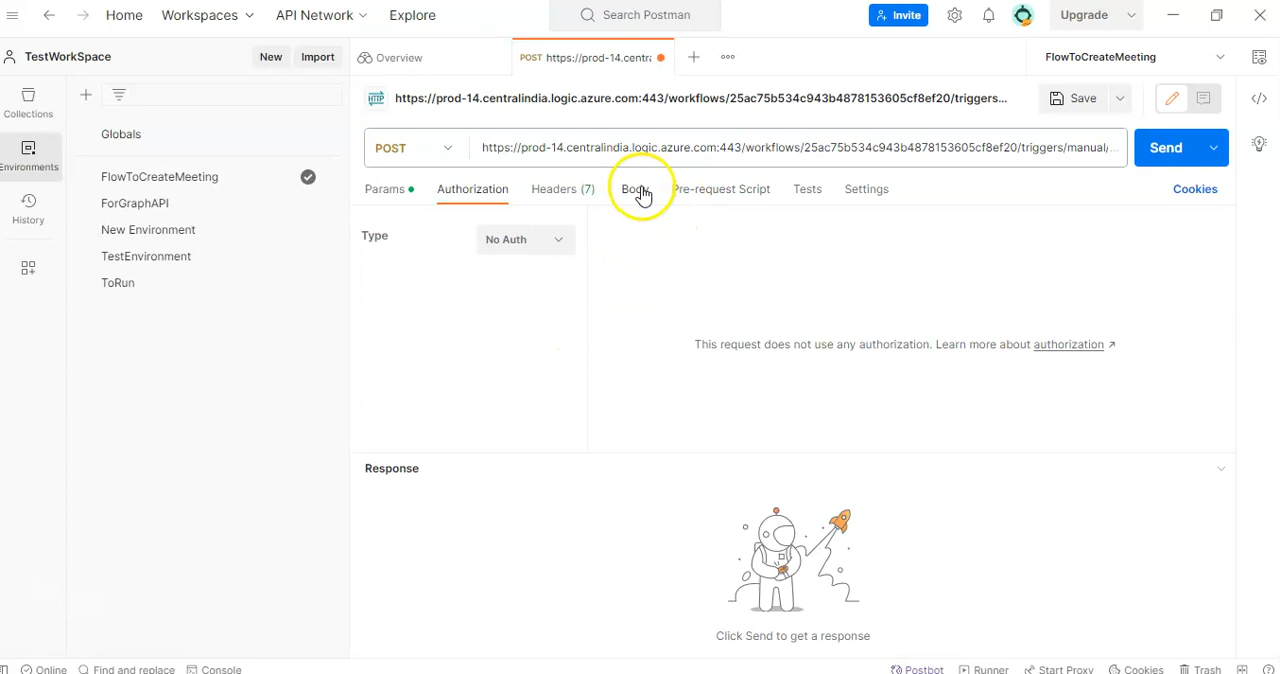 Home Workspaces API Network Explore Search Postman Invite Upgrade
TestWorkSpace New Import Overview POST https://prod-14.centra FlowToCreateMeeting
Collections
Environments
History
Globals
FlowToCreateMeeting
ForGraphAPI
New Environment
TestEnvironment
ToRun
HTTP https://prod-14.centralindia.logic.azure.com:443/workflows/25ac75b534c943b4878153605cf8ef20/triggers... Save
POST https://prod-14.centralindia.logic.azure.com:443/workflows/25ac75b534c943b4878153605cf8ef20/triggers/manual/... Send
Params Authorization Headers (7) Body Pre-request Script Tests Settings Cookies
Type No Auth
This request does not use any authorization. Learn more about authorization ↗
Response
Click Send to get a response
Online Find and replace Console Postbot Runner Start Proxy Cookies Trash